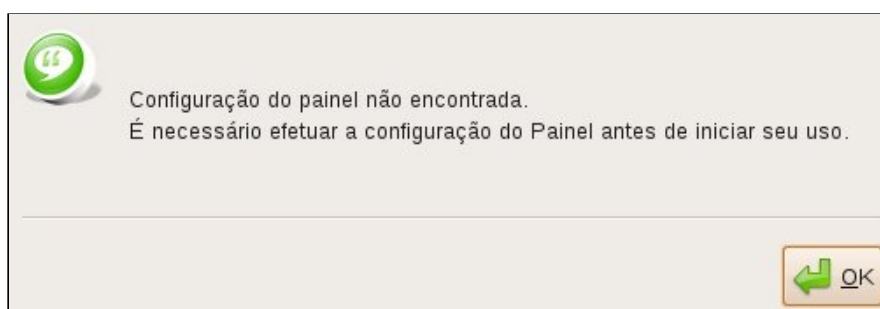 Configuração do painel não encontrada.
É necessário efetuar a configuração do Painel antes de iniciar seu uso.
OK